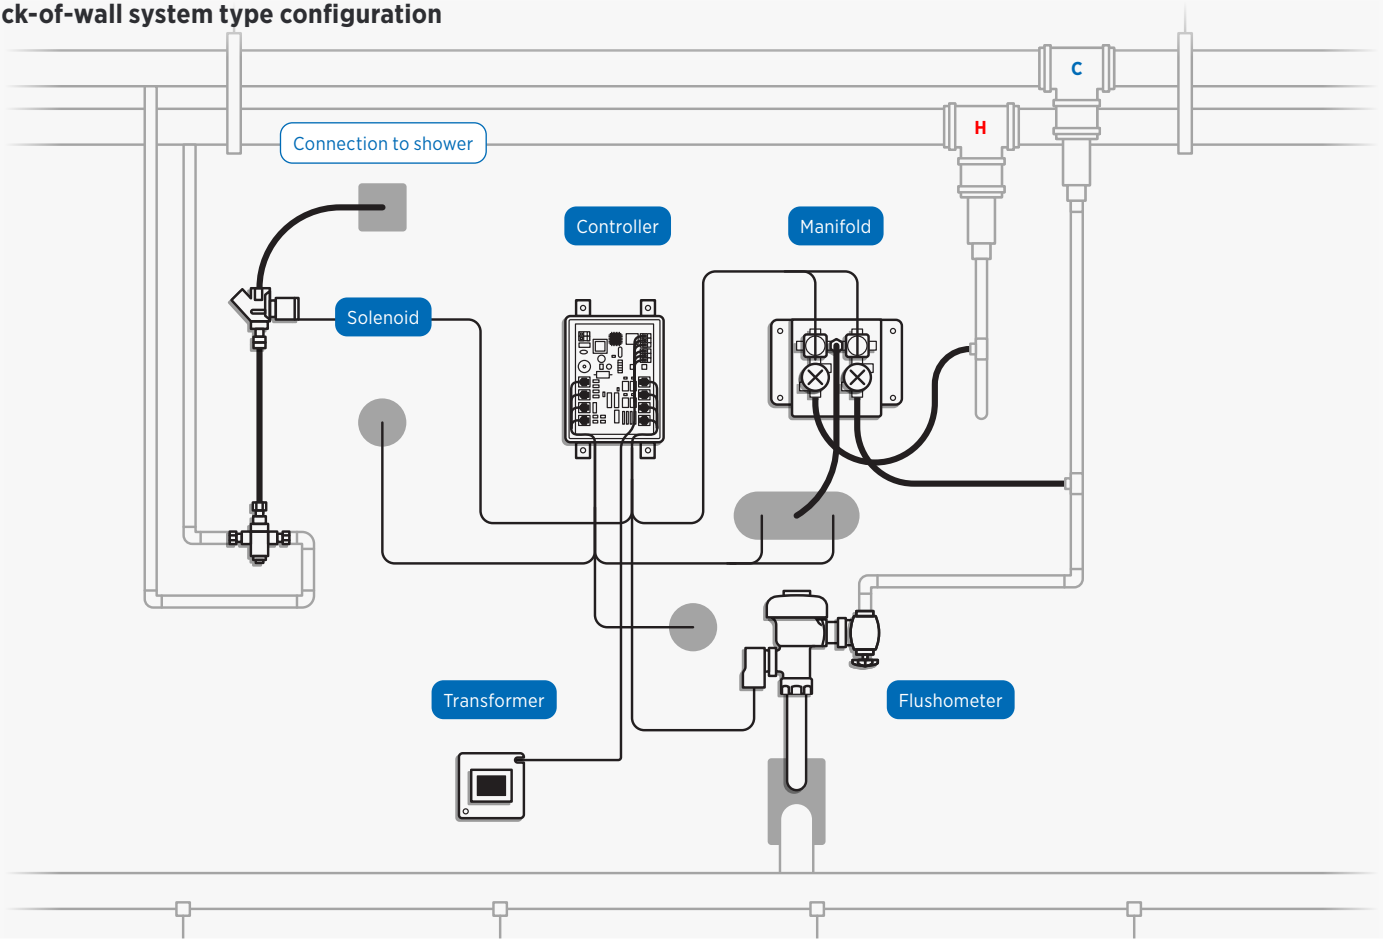 ck-of-wall system type configuration
C
H
Connection to shower
Controller
Manifold
Solenoid
Transformer
Flushometer